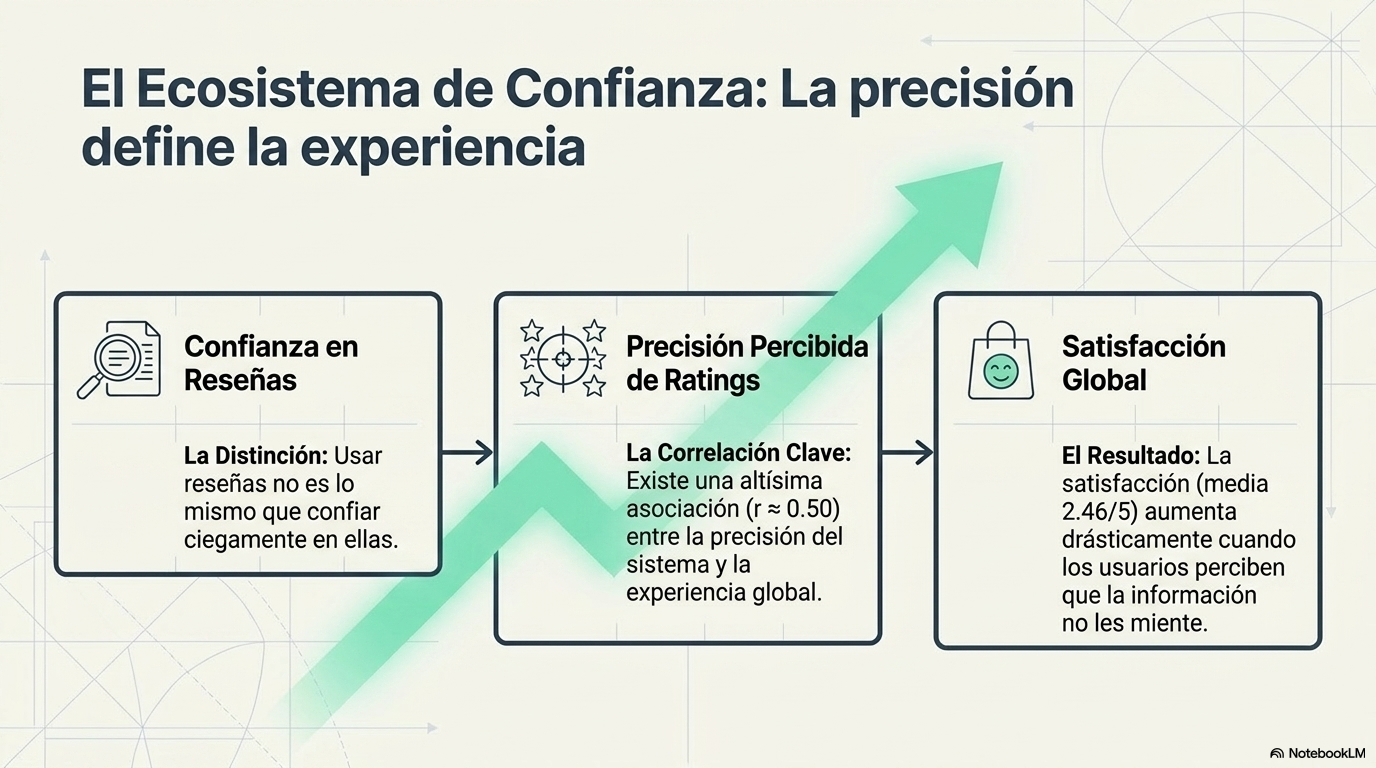 El Ecosistema de Confianza: La precisión
define la experiencia
Confianza en
Reseñas
La Distinción: Usar
reseñas no es lo
mismo que confiar
ciegamente en ellas.
Precisión Percibida
de Ratings
La Correlación Clave:
Existe una altísima
asociación (r ≈ 0.50)
entre la precisión del
sistema y la
experiencia global.
Satisfacción
Global
El Resultado: La
satisfacción (media
2.46/5) aumenta
drásticamente cuando
los usuarios perciben
que la información
no les miente.
NotebookLM